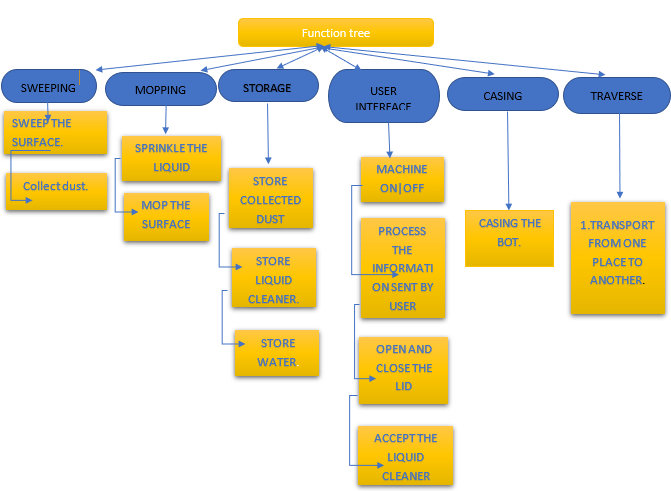 Function tree
SWEEPING
MOPPING
STORAGE
USER
INTERFACE
CASING
TRAVERSE
SWEEP THE
SURFACE.
Collect dust.
SPRINKLE THE
LIQUID
MOP THE
SURFACE
STORE
COLLECTED
DUST
STORE
LIQUID
CLEANER.
STORE
WATER
MACHINE
ON|OFF
PROCESS
THE
INFORMATI
ON SENT BY
USER
OPEN AND
CLOSE THE
LID
ACCEPT THE
LIQUID
CLEANER
CASING THE
BOT.
1.TRANSPORT
FROM ONE
PLACE TO
ANOTHER.